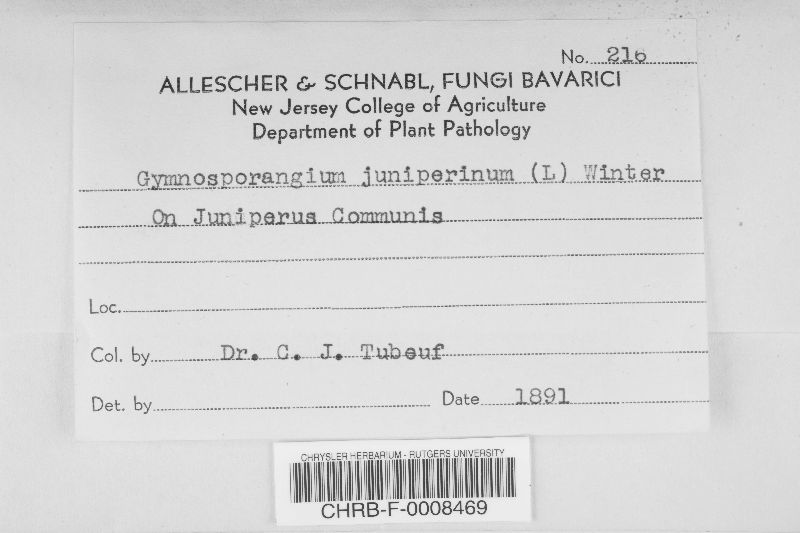 No. 216
ALLESCHER & SCHNABL, FUNGI BAVARICI
New Jersey College of Agriculture
Department of Plant Pathology
Gymnosporangium juniperinum (L) Winter
On Juniperus Communis
Loc.
Col. by Dr. C. J. Tubeuf
Det. by Date 1891
CHRYSLER HERBARIUM - RUTGERS UNIVERSITY
CHRB-F-0008469